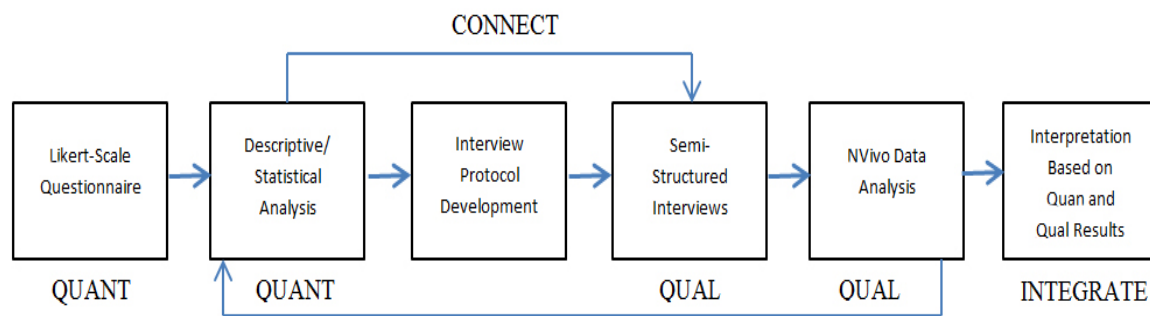 CONNECT
Likert-Scale
Questionnaire
Descriptive/
Statistical
Analysis
Interview
Protocol
Development
Semi-
Structured
Interviews
NVivo Data
Analysis
Interpretation
Based on
Quan and
Qual Results
QUANT
QUANT
QUAL
QUAL
INTEGRATE